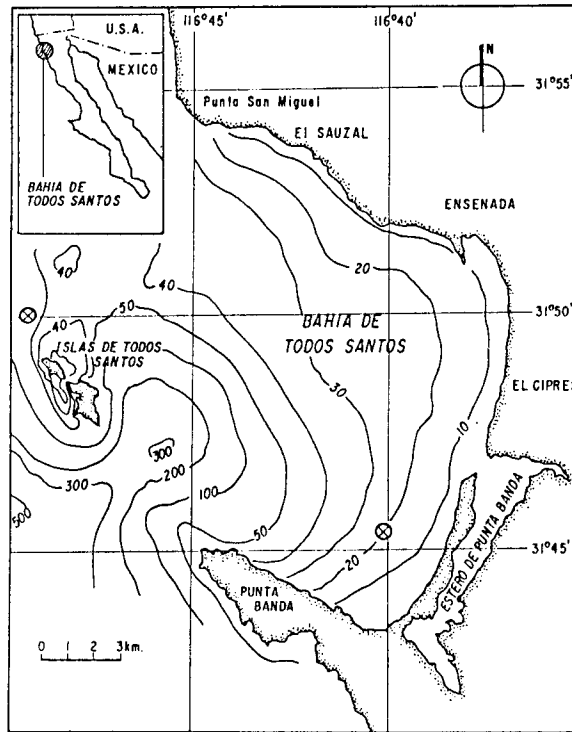 116°45'
116°40'
U.S.A.
MEXICO
BAHIA DE
TODOS SANTOS
N
31°55'
Punta San Miguel
El SAUZAL
ENSENADA
20
40
40
50
31°50'
BAHIA DE
TODOS SANTOS
40
ISLAS DE TODOS
SANTOS
30
EL CIPRE
10
300
200
300
100
500
50
ESTERO DE PUNTA BANDA
31°45'
20
PUNTA
BANDA
0 1 2 3km.